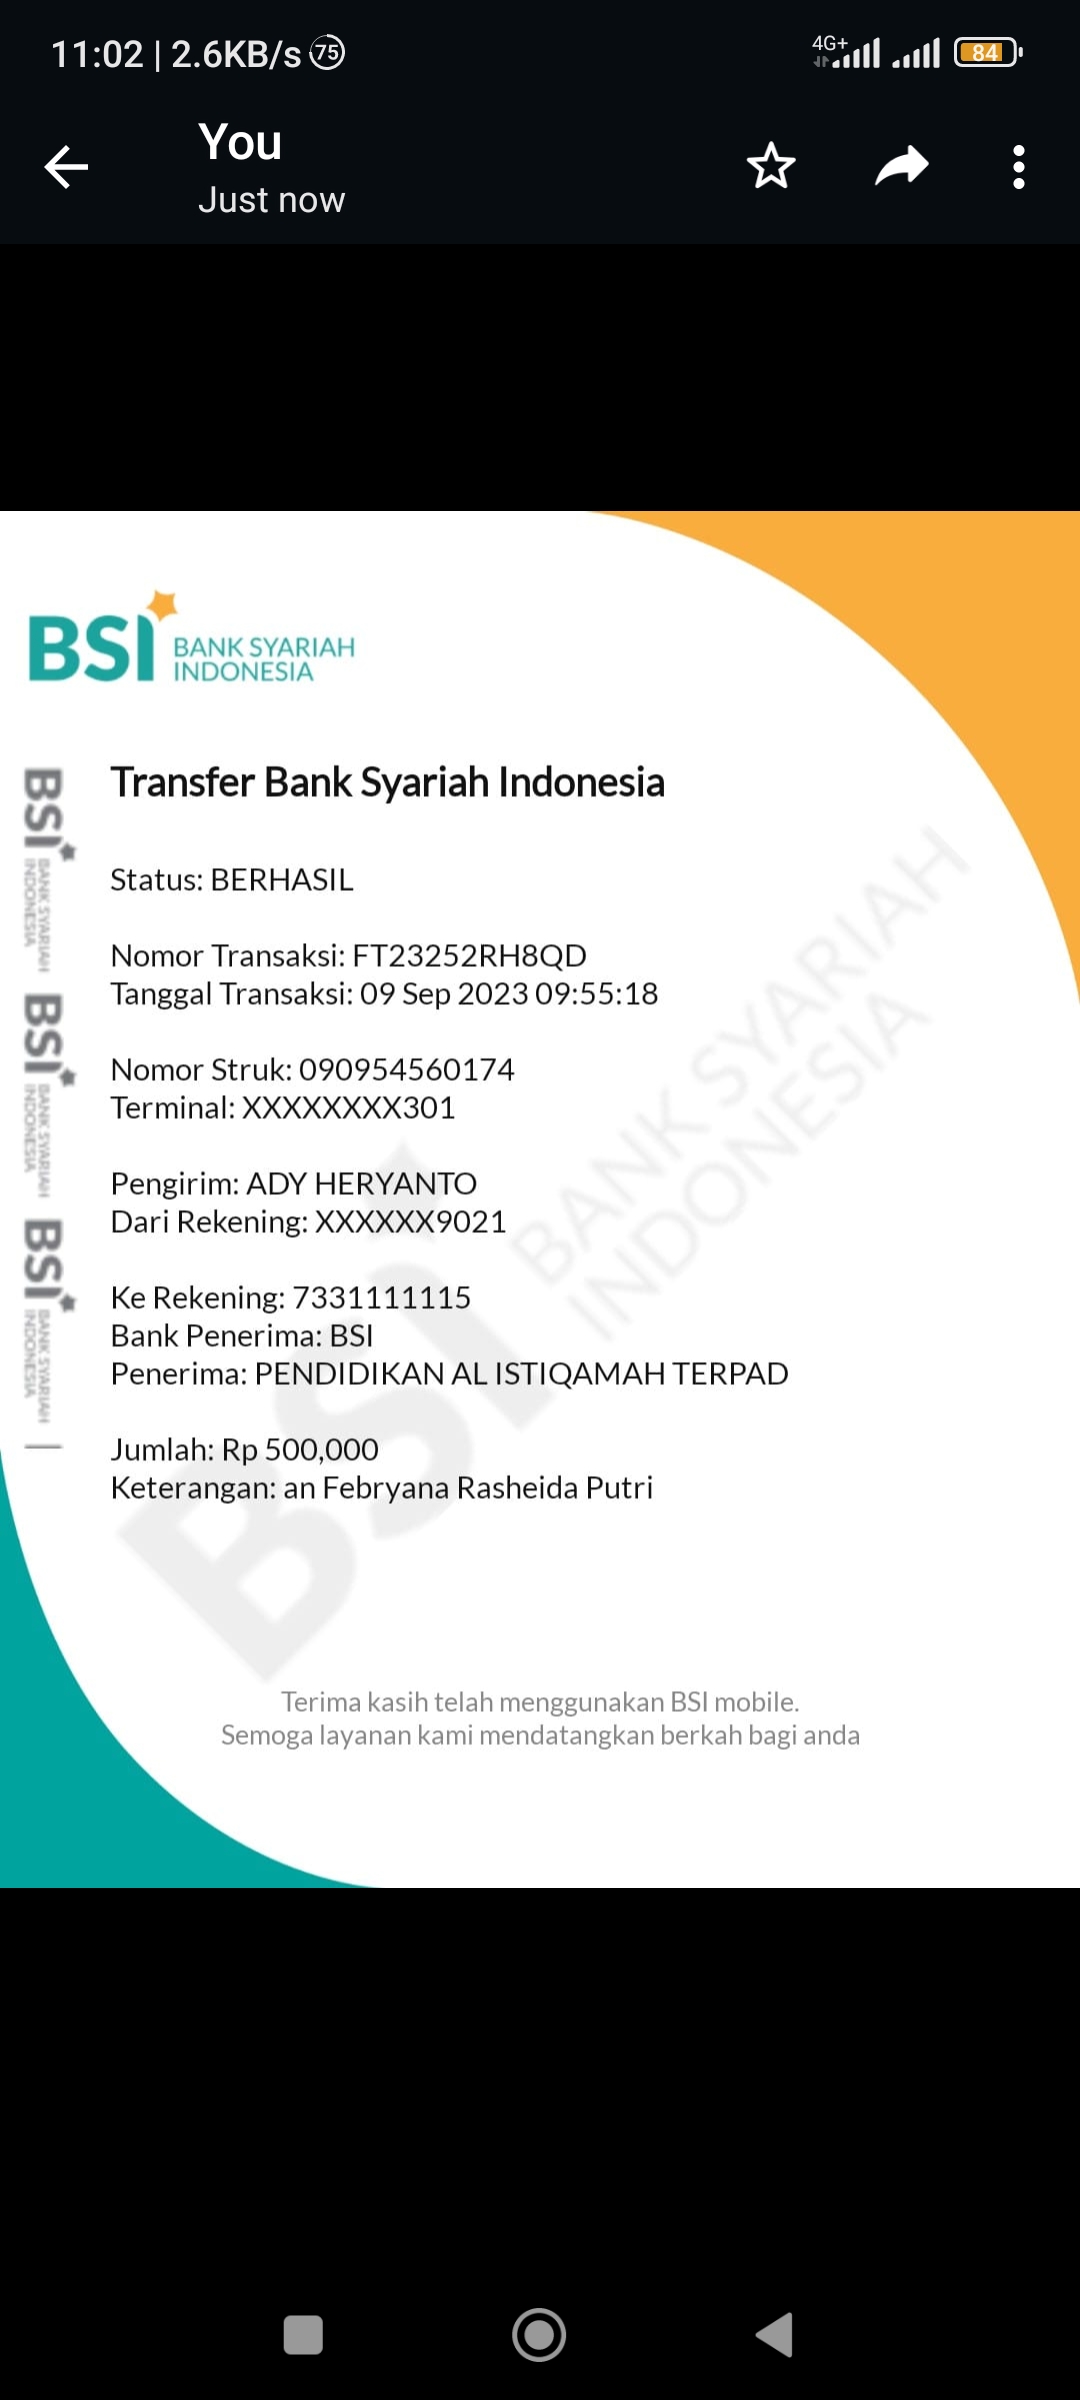 11:02 | 2.6KB/s 75
4G+
84
You
Just now
BSI BANK SYARIAH
INDONESIA
Transfer Bank Syariah Indonesia
Status: BERHASIL
Nomor Transaksi: FT23252RH8QD
Tanggal Transaksi: 09 Sep 2023 09:55:18
Nomor Struk: 090954560174
Terminal: XXXXXXXX301
Pengirim: ADY HERYANTO
Dari Rekening: XXXXXX9021
Ke Rekening: 7331111115
Bank Penerima: BSI
Penerima: PENDIDIKAN AL ISTIQAMAH TERPAD
Jumlah: Rp 500,000
Keterangan: an Febryana Rasheida Putri
Terima kasih telah menggunakan BSI mobile.
Semoga layanan kami mendatangkan berkah bagi anda
BSI BANK SYARIAH
INDONESIA
BSI BANK SYARIAH
INDONESIA
BSI BANK SYARIAH
INDONESIA
BSI BANK SYARIAH
INDONESIA